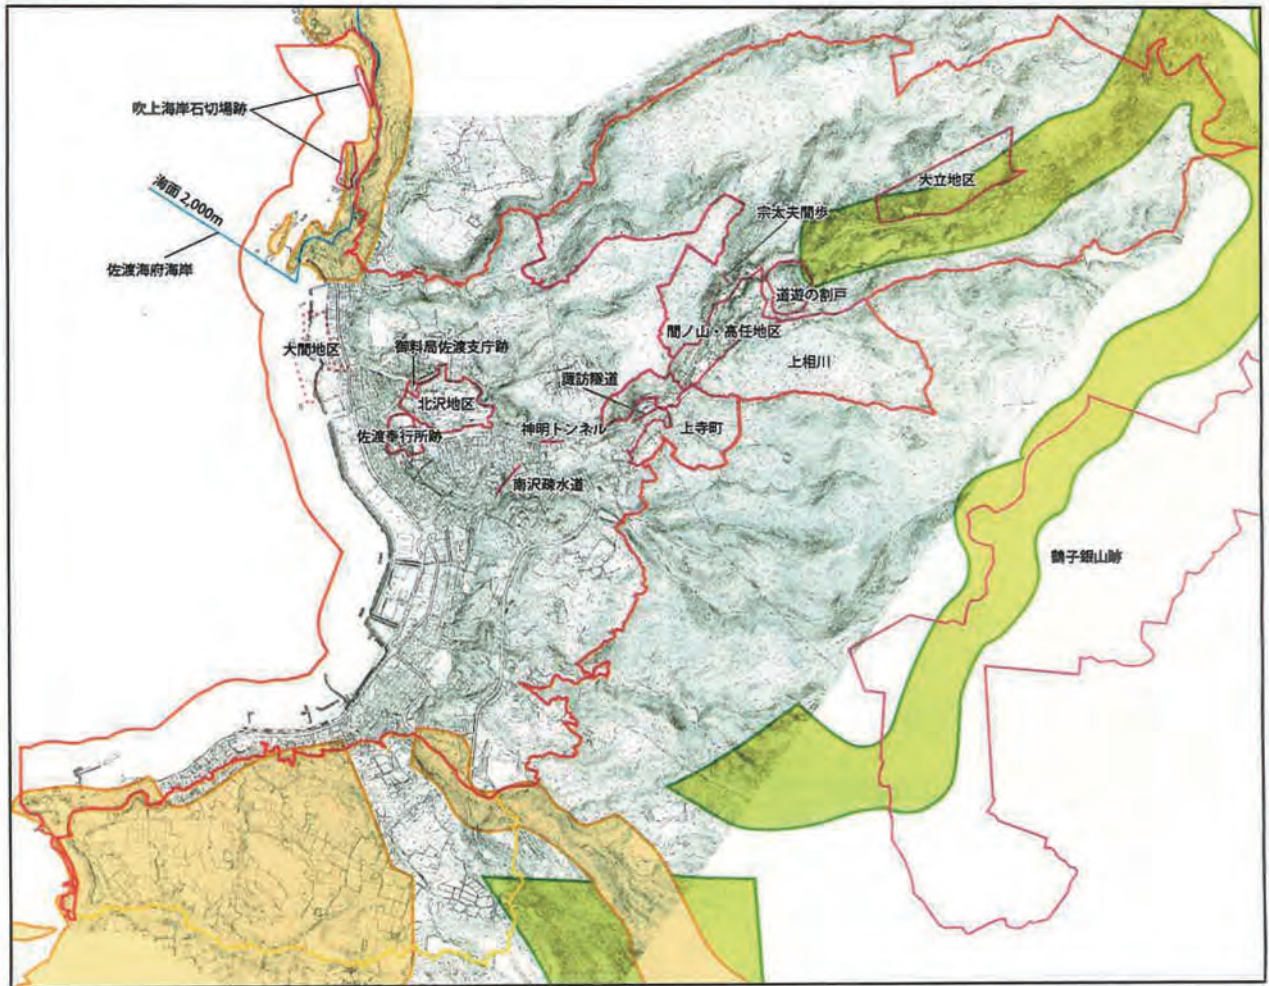 吹上海岸石切場跡
海面 2,000m
佐渡海府海岸
大立地区
宗太夫間歩
道遊の割戸
間ノ山・高任地区
大間地区
御料局佐渡支庁跡
上相川
諏訪隧道
北沢地区
佐渡奉行所跡
神明トンネル
上寺町
南沢疎水道
鶴子銀山跡